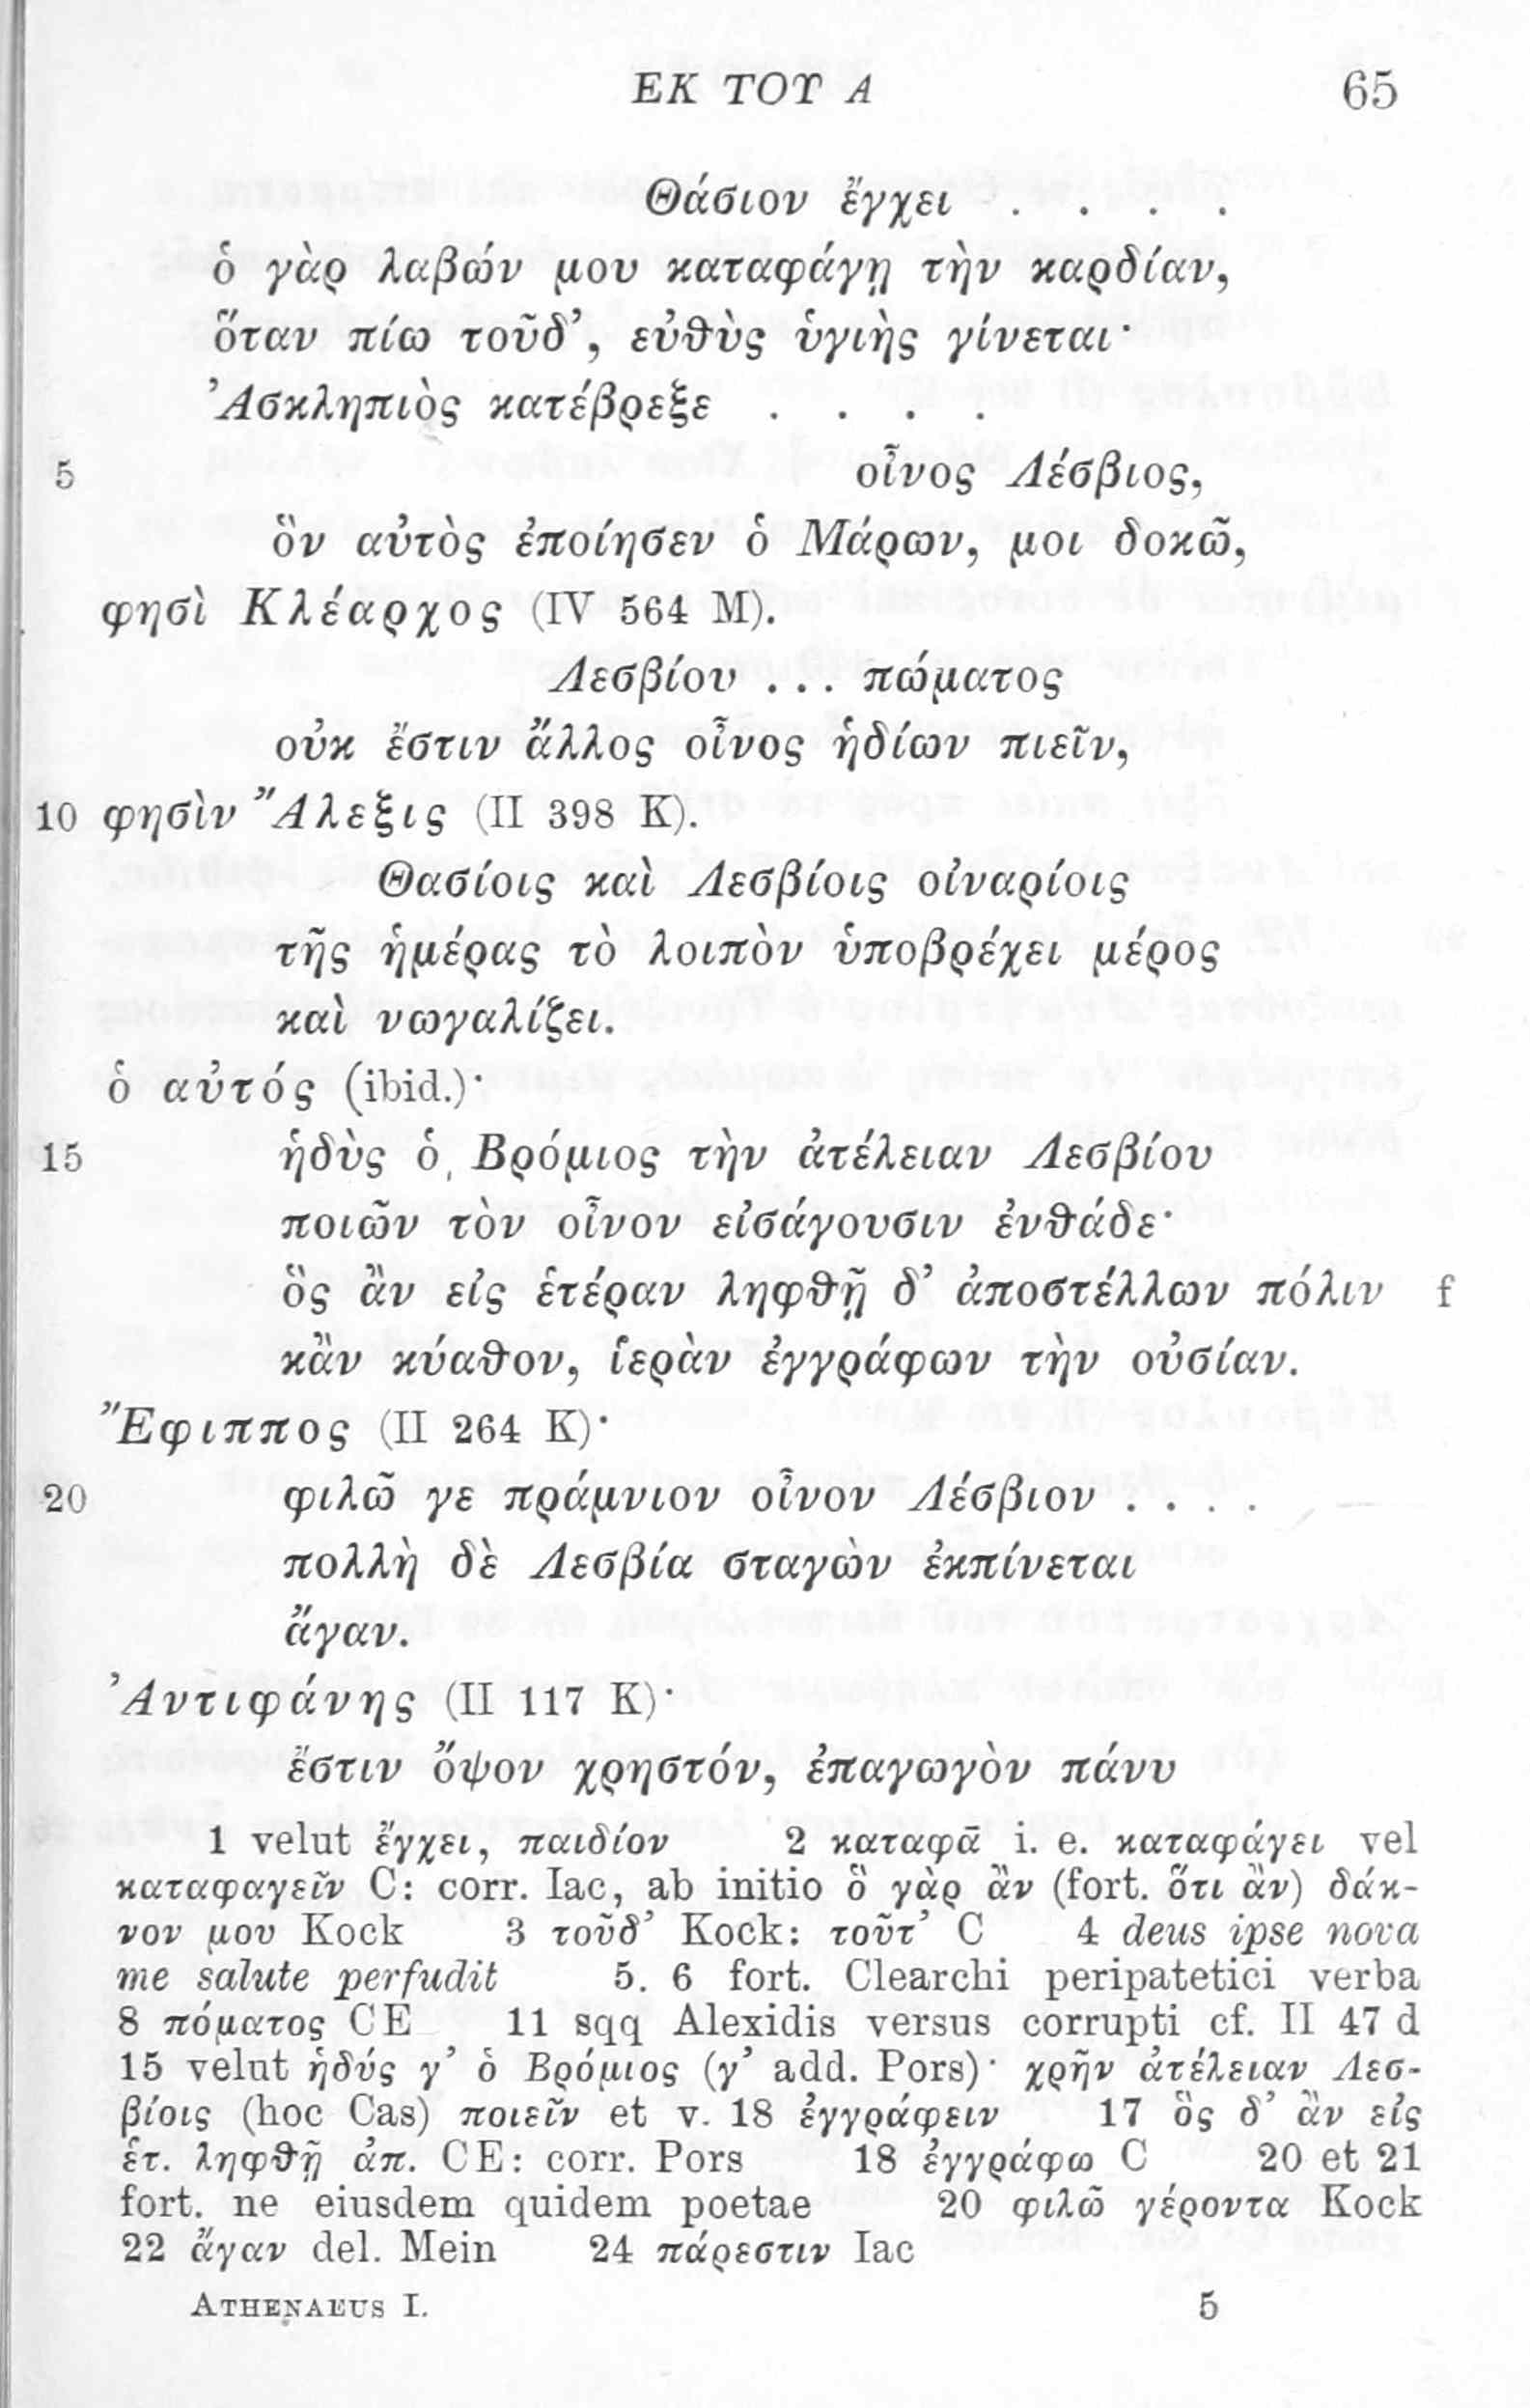 ΕΚ ΤΟΥ Α 65
Θάσιον ἔγχει . . . .
ὁ γὰρ λαβών μου καταφάγῃ τὴν καρδίαν,
ὅταν πίω τοῦδ’, εὐθὺς ὑγιὴς γίνεται·
Ἀσκληπιὸς κατέβρεξε . . . .
5 οἶνος Λέσβιος,
ὃν αὐτὸς ἐποίησεν ὁ Μάρων, μοι δοκῶ,
φησὶ Κλέαρχος (IV 564 M).
Λεσβίου ... πώματος
οὐκ ἔστιν ἄλλος οἶνος ἡδίων πιεῖν,
10 φησὶν Ἄλεξις (II 398 K).
Θασίοις καὶ Λεσβίοις οἰναρίοις
τῆς ἡμέρας τὸ λοιπὸν ὑποβρέχει μέρος
καὶ νωγαλίζει.
ὁ αὐτός (ibid.)·
15 ἡδὺς ὁ Βρόμιος τὴν ἀτέλειαν Λεσβίου
ποιῶν τὸν οἶνον εἰσάγουσιν ἐνθάδε·
ὃς ἂν εἰς ἑτέραν ληφθῇ δ’ ἀποστέλλων πόλιν f
κἂν κύαθον, ἱερὰν ἐγγράφων τὴν οὐσίαν.
Ἔφιππος (II 264 K)·
20 φιλῶ γε πράμνιον οἶνον Λέσβιον . . . .
πολλὴ δὲ Λεσβία σταγὼν ἐκπίνεται
ἄγαν.
Ἀντιφάνης (II 117 K)·
ἔστιν ὄψον χρηστόν, ἐπαγωγὸν πάνυ
1 velut ἔγχει, παιδίον 2 καταφᾶ i. e. καταφάγει vel
καταφαγεῖν C: corr. Iac, ab initio ὃ γὰρ ἂν (fort. ὅτι ἂν) δάκ-
νον μου Kock 3 τοῦδ’ Kock: τοῦτ’ C 4 deus ipse nova
me salute perfudit 5. 6 fort. Clearchi peripatetici verba
8 πόματος CE 11 sqq Alexidis versus corrupti cf. II 47 d
15 velut ἡδύς γ’ ὁ Βρόμιος (γ’ add. Pors)· χρῆν ἀτέλειαν Λεσ-
βίοις (hoc Cas) ποιεῖν et v. 18 ἐγγράφειν 17 ὃς δ’ ἂν εἰς
ἑτ. ληφθῇ ἀπ. CE: corr. Pors 18 ἐγγράφω C 20 et 21
fort. ne eiusdem quidem poetae 20 φιλῶ γέροντα Kock
22 ἄγαν del. Mein 24 πάρεστιν Iac
ATHENAEUS I. 5